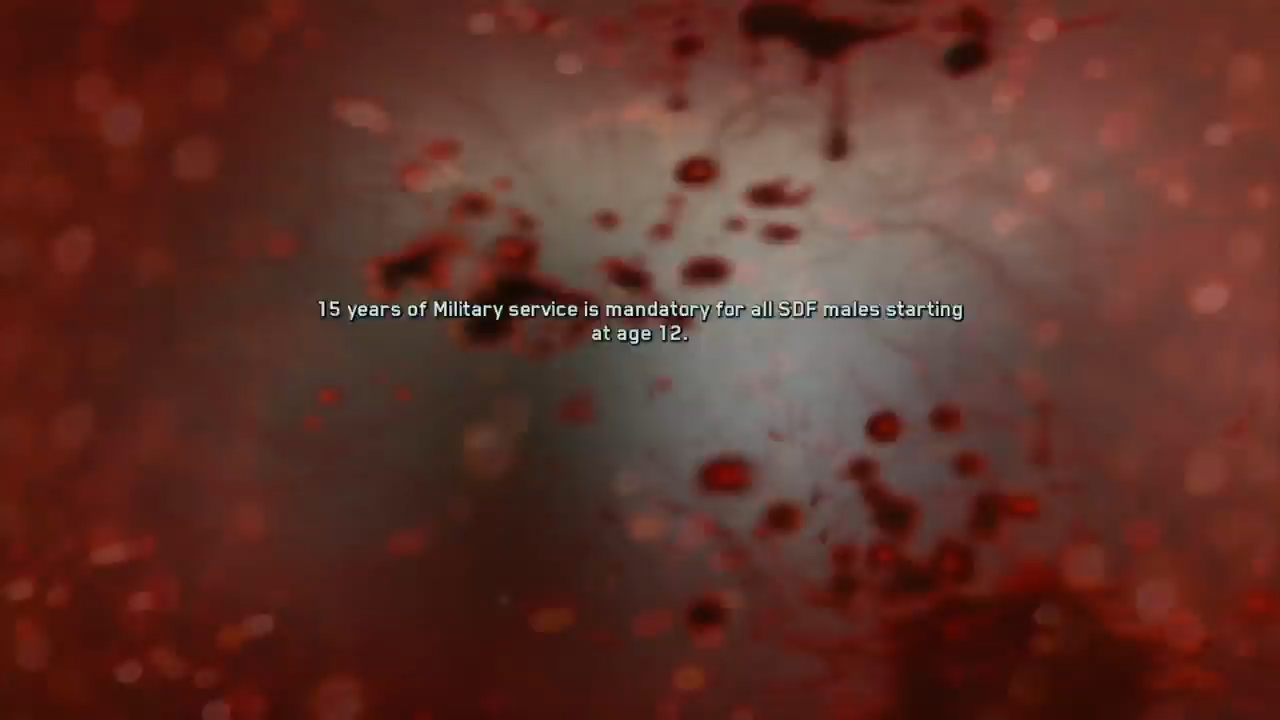 15 years of Military service is mandatory for all SDF males starting
at age 12.